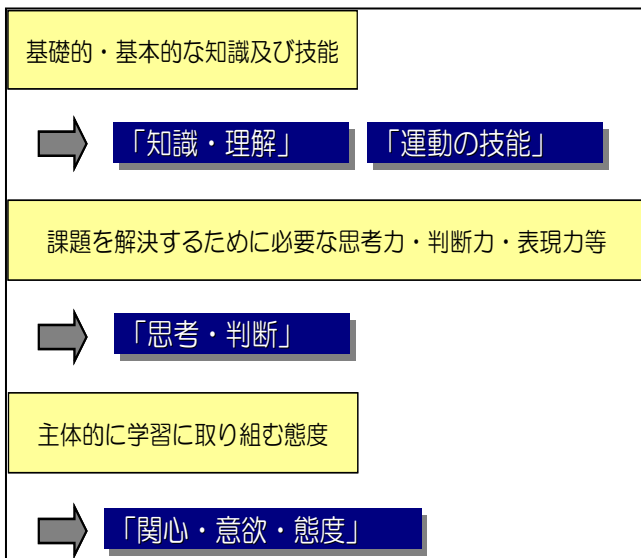 基礎的・基本的な知識及び技能
「知識・理解」 「運動の技能」
課題を解決するために必要な思考力・判断力・表現力等
「思考・判断」
主体的に学習に取り組む態度
「関心・意欲・態度」